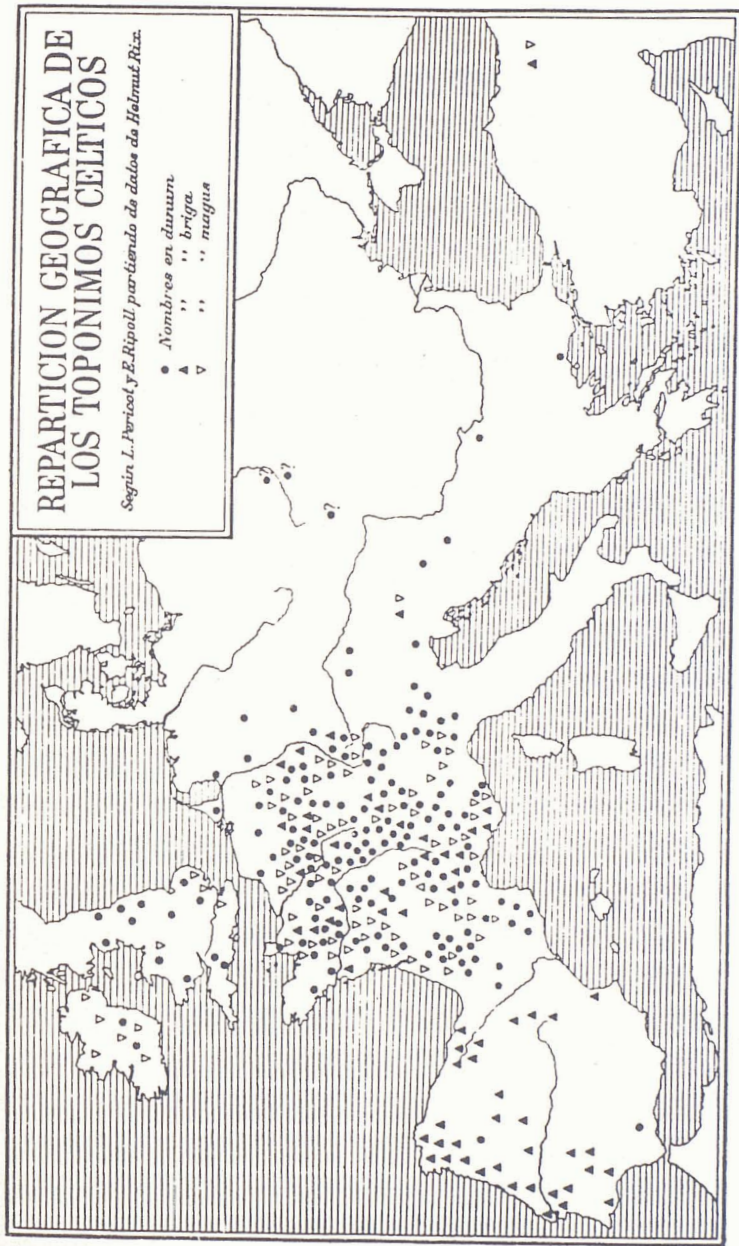 REPARTICION GEOGRAFICA DE
LOS TOPONIMOS CELTICOS
Según L.Pericot y E.Ripoll partiendo de datos de Helmut Rix.
● Nombres en dunum
▲ ,, ,, briga
▽ ,, ,, magus
?
?
?